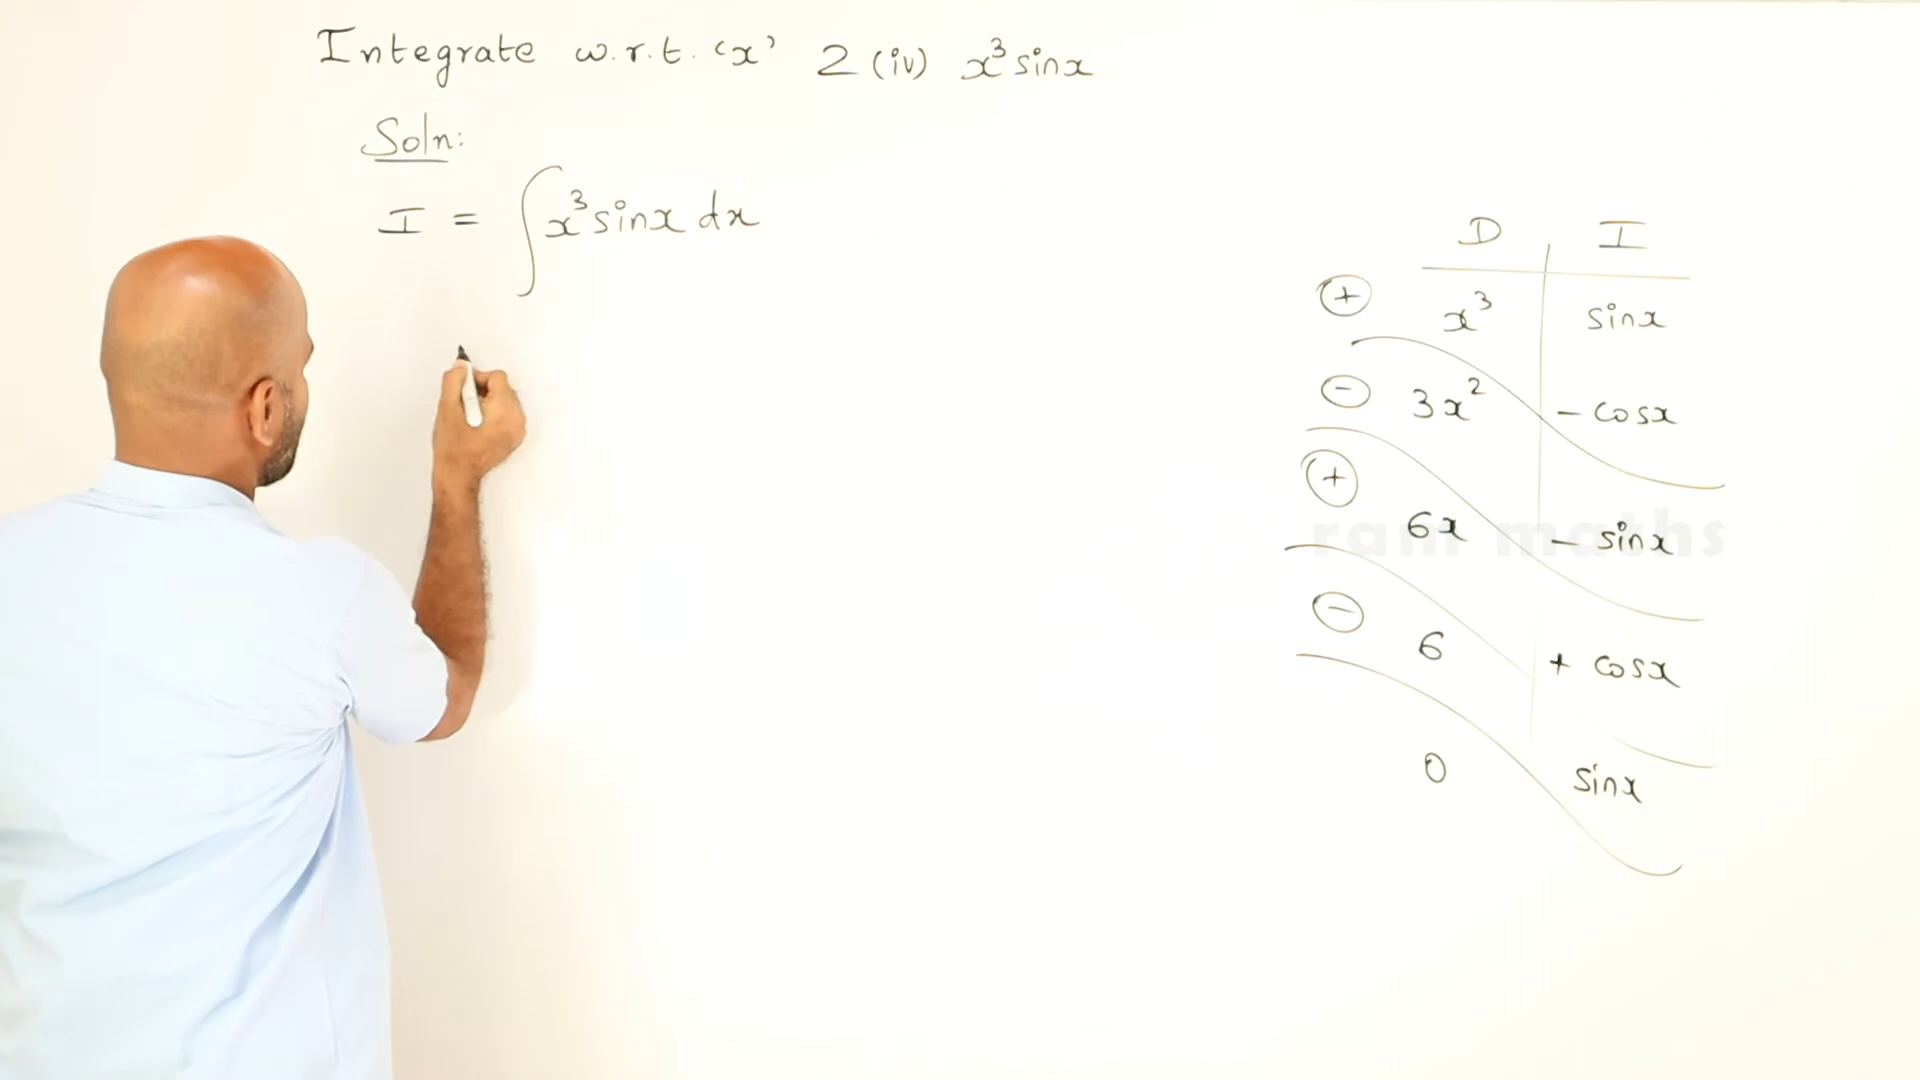 Integrate w.r.t. 'x' 2 (iv) x³ sinx
Soln:
I = ∫ x³ sinx dx
D I
+ x³ sinx
- 3x² - cosx
+ 6x - sinx
ram maths
- 6 + cosx
0 sinx